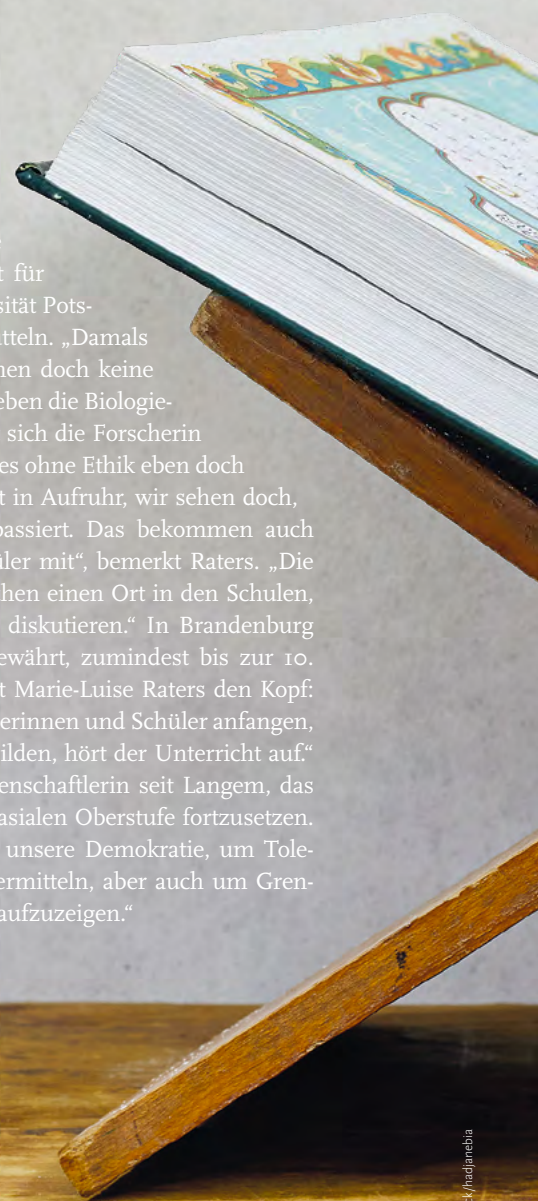 t für
sität Pots-
tteln. „Damals
nen doch keine
eben die Biologie-
sich die Forscherin
es ohne Ethik eben doch
t in Aufruhr, wir sehen doch,
passiert. Das bekommen auch
üler mit“, bemerkt Raters. „Die
chen einen Ort in den Schulen,
diskutieren.“ In Brandenburg
ewährt, zumindest bis zur 10.
t Marie-Luise Raters den Kopf:
erinnen und Schüler anfangen,
ilden, hört der Unterricht auf.“
enschaftlerin seit Langem, das
asialen Oberstufe fortzusetzen.
unsere Demokratie, um Tole-
ermitteln, aber auch um Gren-
aufzuzeigen.“
ck/hadjanebia